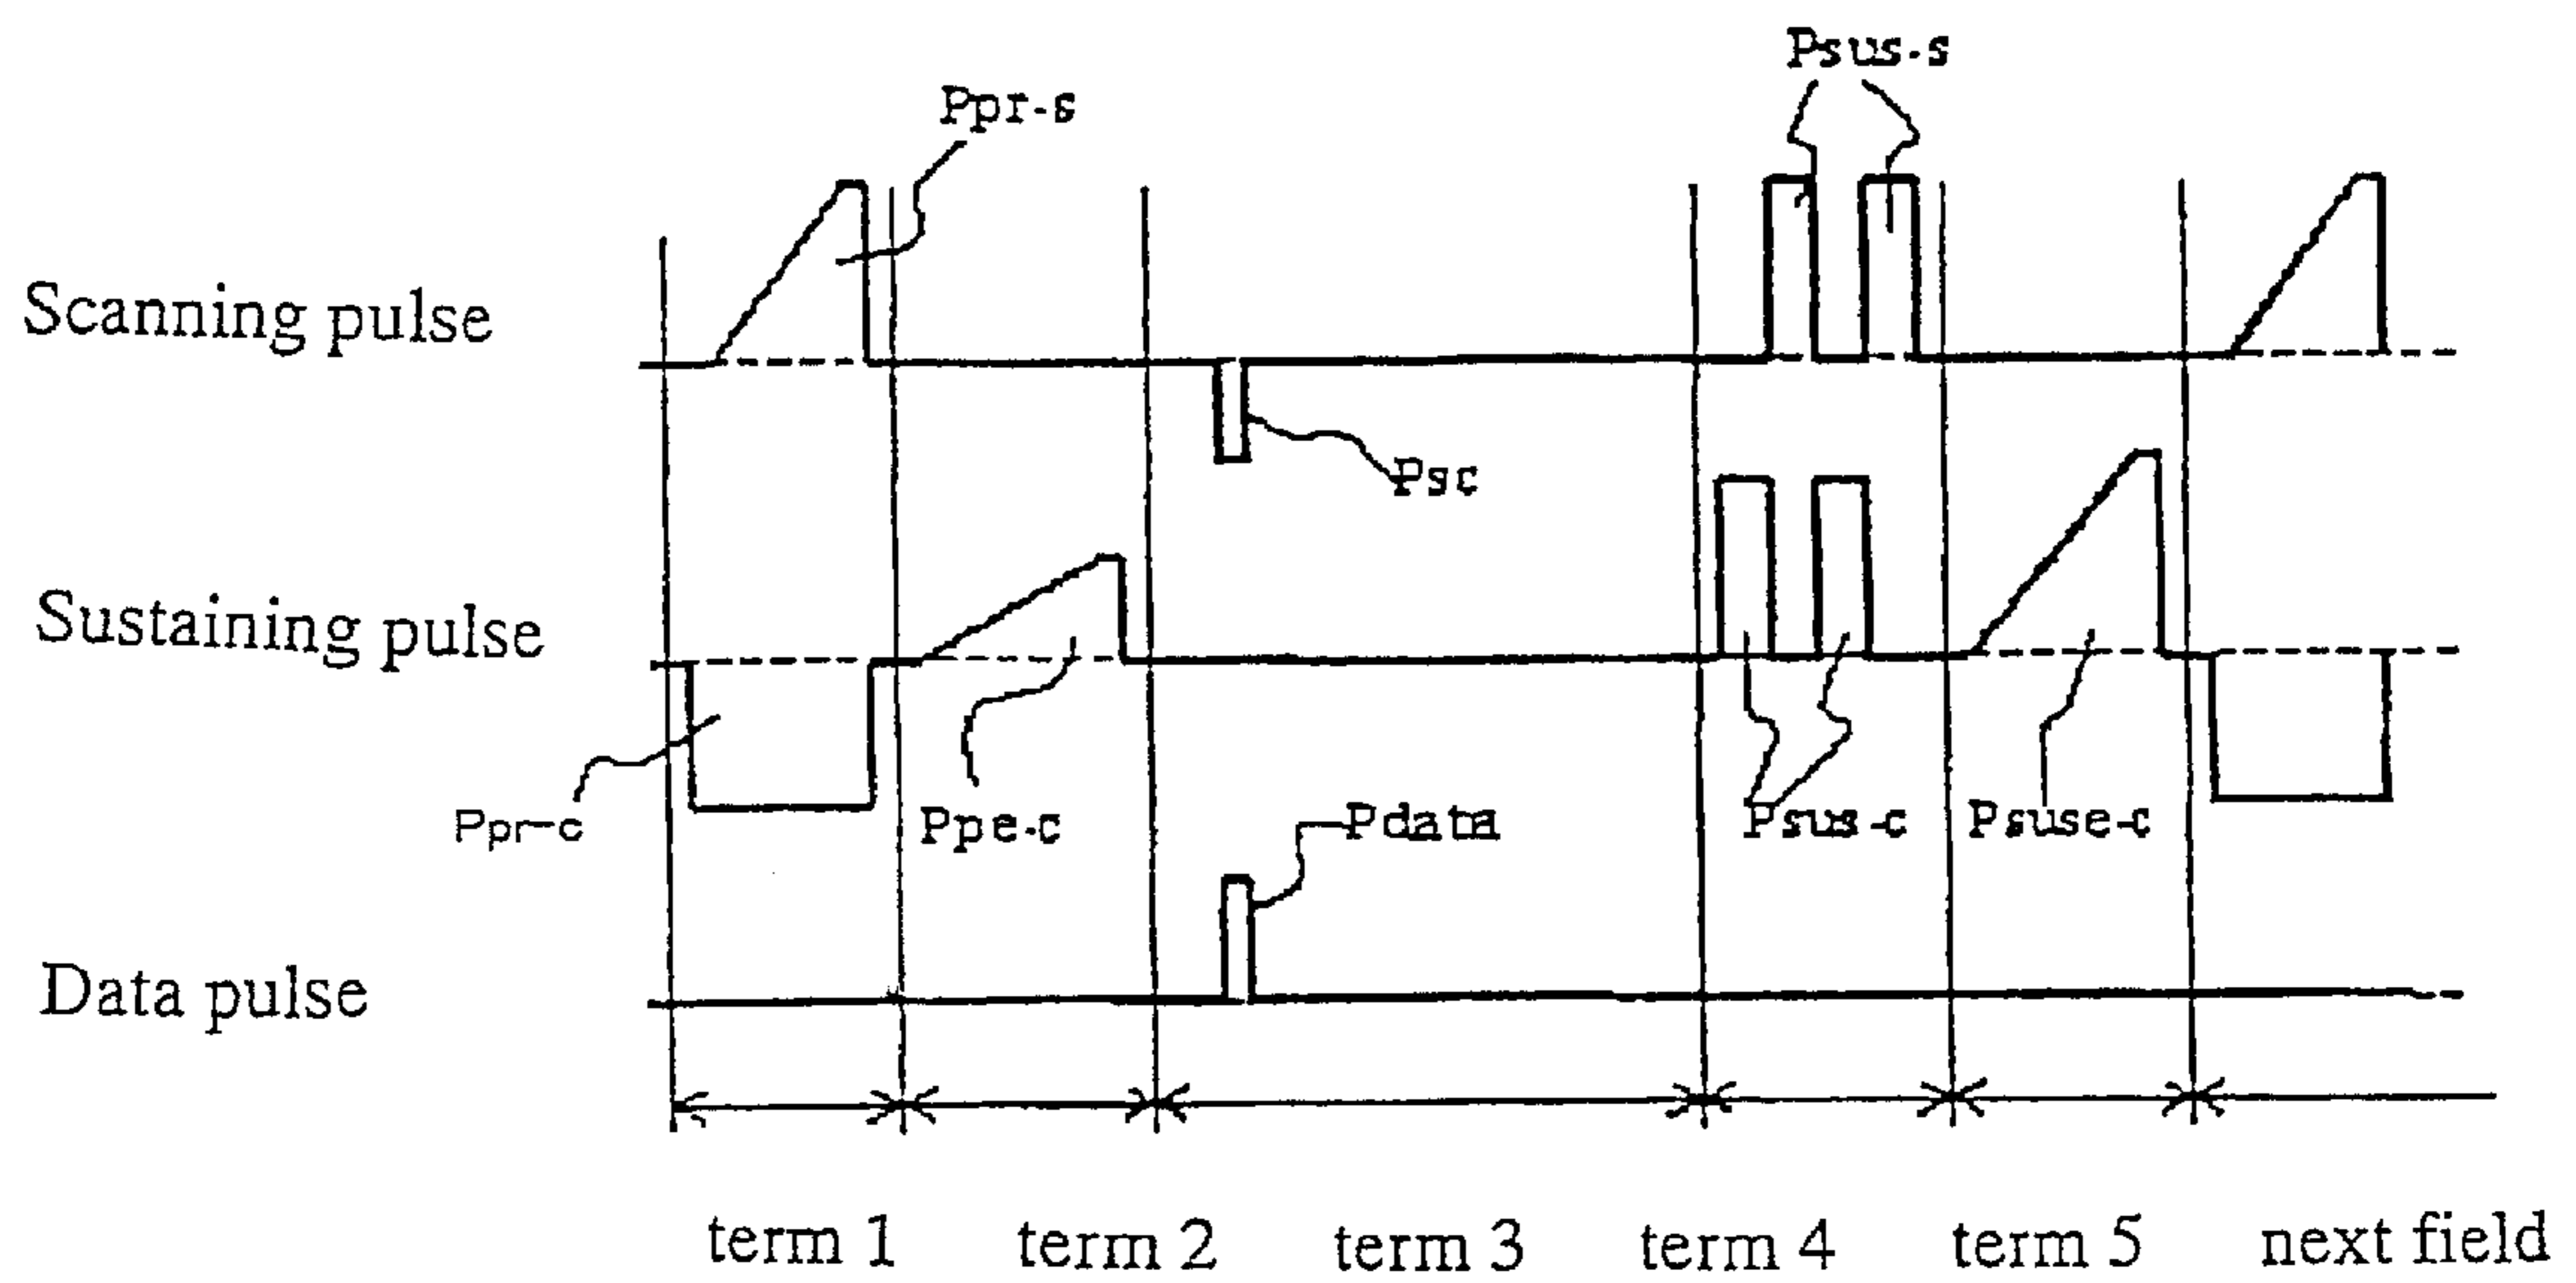 Psus-s
Ppr-s
Scanning pulse
Psc
Sustaining pulse
Ppr-c
Ppe-c
Pdata
Psus-c
Psuse-c
Data pulse
term 1 term 2 term 3 term 4 term 5 next field